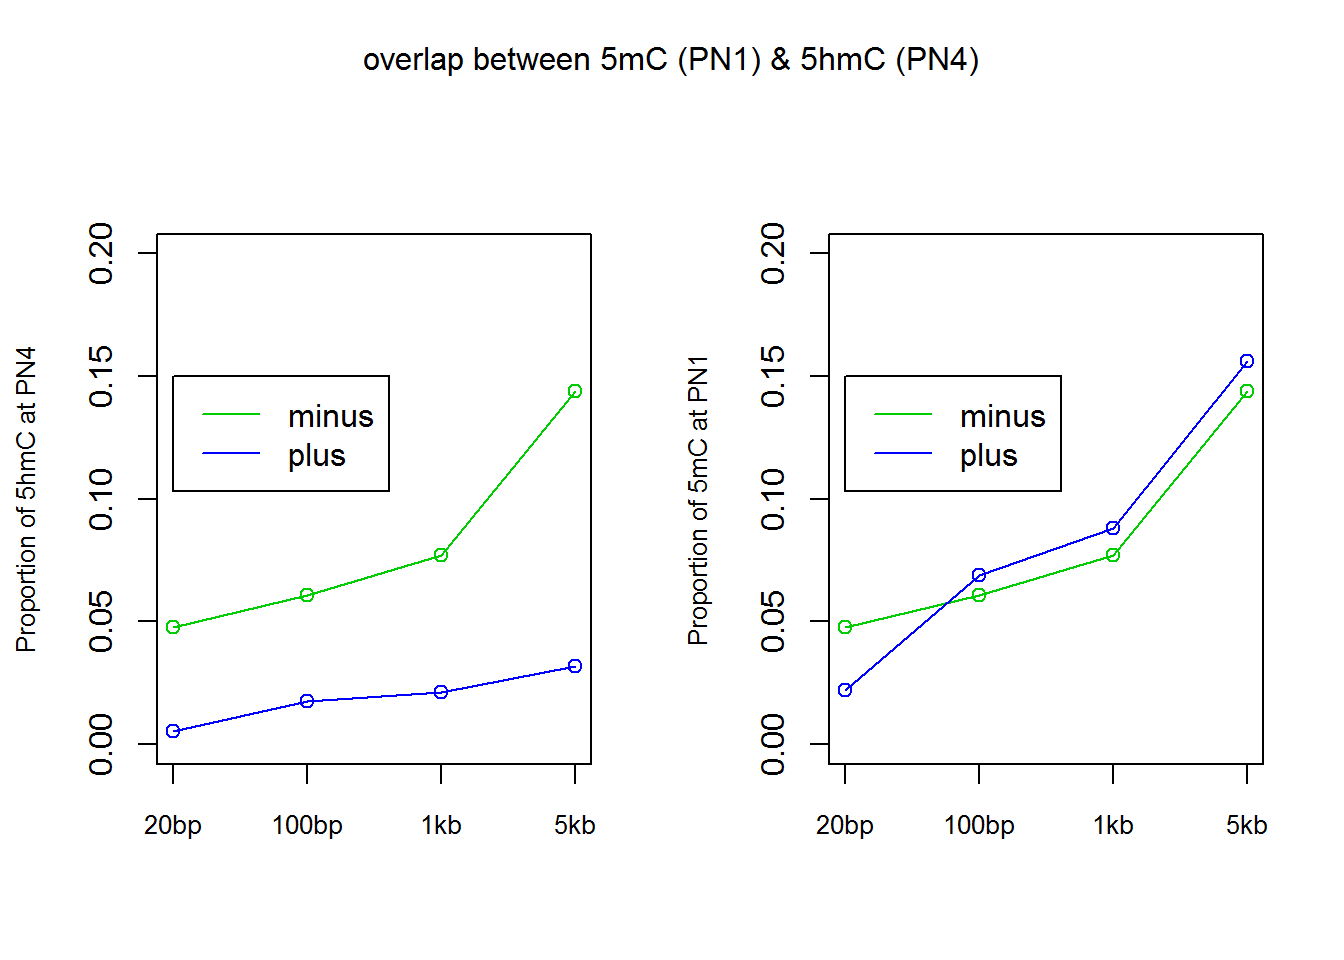 overlap between 5mC (PN1) & 5hmC (PN4)
Proportion of 5hmC at PN4
0.20
0.15
0.10
0.05
0.00
minus
plus
20bp 100bp 1kb 5kb
Proportion of 5mC at PN1
0.20
0.15
0.10
0.05
0.00
minus
plus
20bp 100bp 1kb 5kb